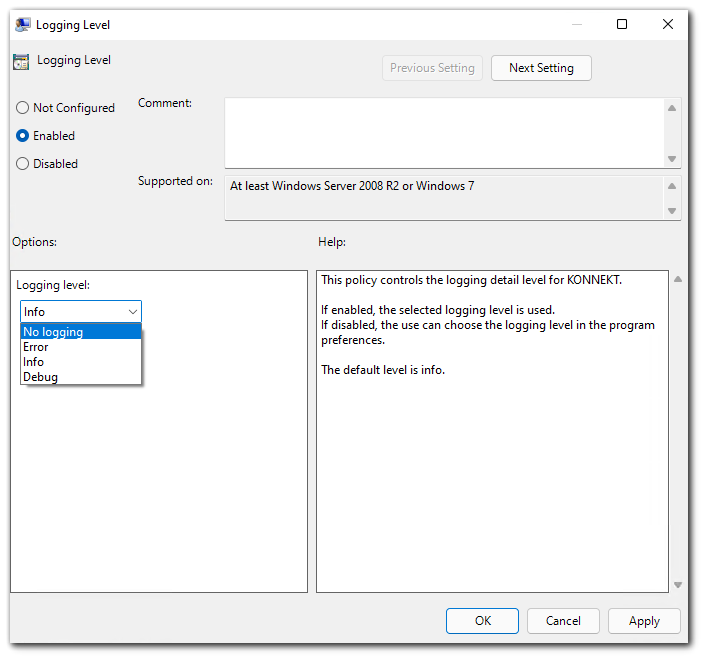 Logging Level
Logging Level
Previous Setting
Next Setting
Not Configured
Enabled
Disabled
Comment:
Supported on:
At least Windows Server 2008 R2 or Windows 7
Options:
Help:
Logging level:
Info
No logging
Error
Info
Debug
This policy controls the logging detail level for KONNEKT.
If enabled, the selected logging level is used.
If disabled, the use can choose the logging level in the program
preferences.
The default level is info.
OK
Cancel
Apply